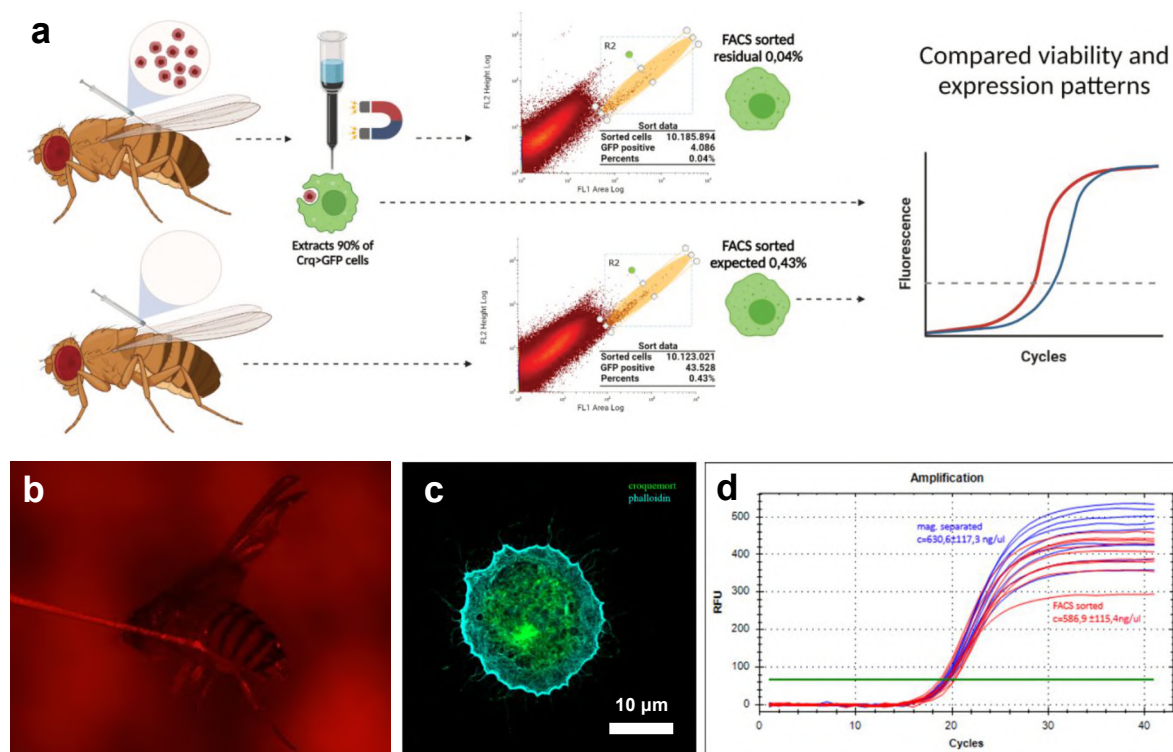 a
R2
FL2 Height Log
FL1 Area Log
Sort data
Sorted cells 10.185.894
GFP positive 4.086
Percents 0.04%
FACS sorted
residual 0,04%
Extracts 90% of
Crq>GFP cells
R2
FL2 Height Log
FL1 Area Log
Sort data
Sorted cells 10.123.021
GFP positive 43.528
Percents 0.43%
FACS sorted
expected 0,43%
Compared viability and
expression patterns
Fluorescence
Cycles
b
c
croquemort
phalloidin
10 µm
d
Amplification
mag. separated
c=630,6±117,3 ng/ul
FACS sorted
c=586,9 ±115,4ng/ul
RFU
500
400
300
200
100
0
0 10 20 30 40
Cycles